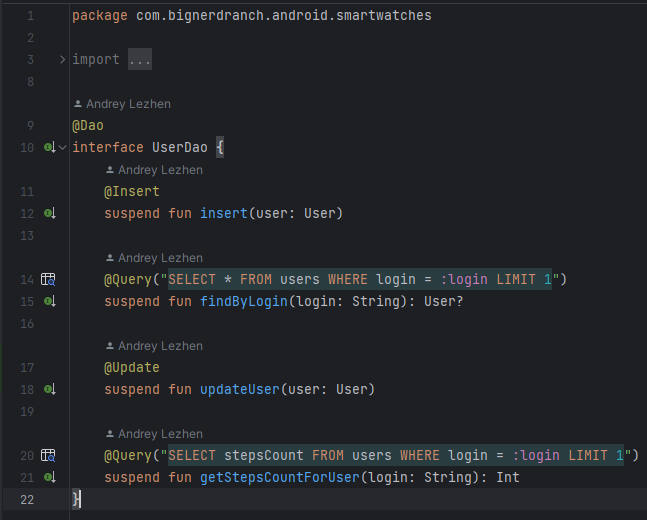 1 package com.bignerdranch.android.smartwatches
2
3 import ...
8
Andrey Lezhen
9 @Dao
10 interface UserDao {
Andrey Lezhen
11 @Insert
12 suspend fun insert(user: User)
13
Andrey Lezhen
14 @Query("SELECT * FROM users WHERE login = :login LIMIT 1")
15 suspend fun findByLogin(login: String): User?
16
Andrey Lezhen
17 @Update
18 suspend fun updateUser(user: User)
19
Andrey Lezhen
20 @Query("SELECT stepsCount FROM users WHERE login = :login LIMIT 1")
21 suspend fun getStepsCountForUser(login: String): Int
22 }